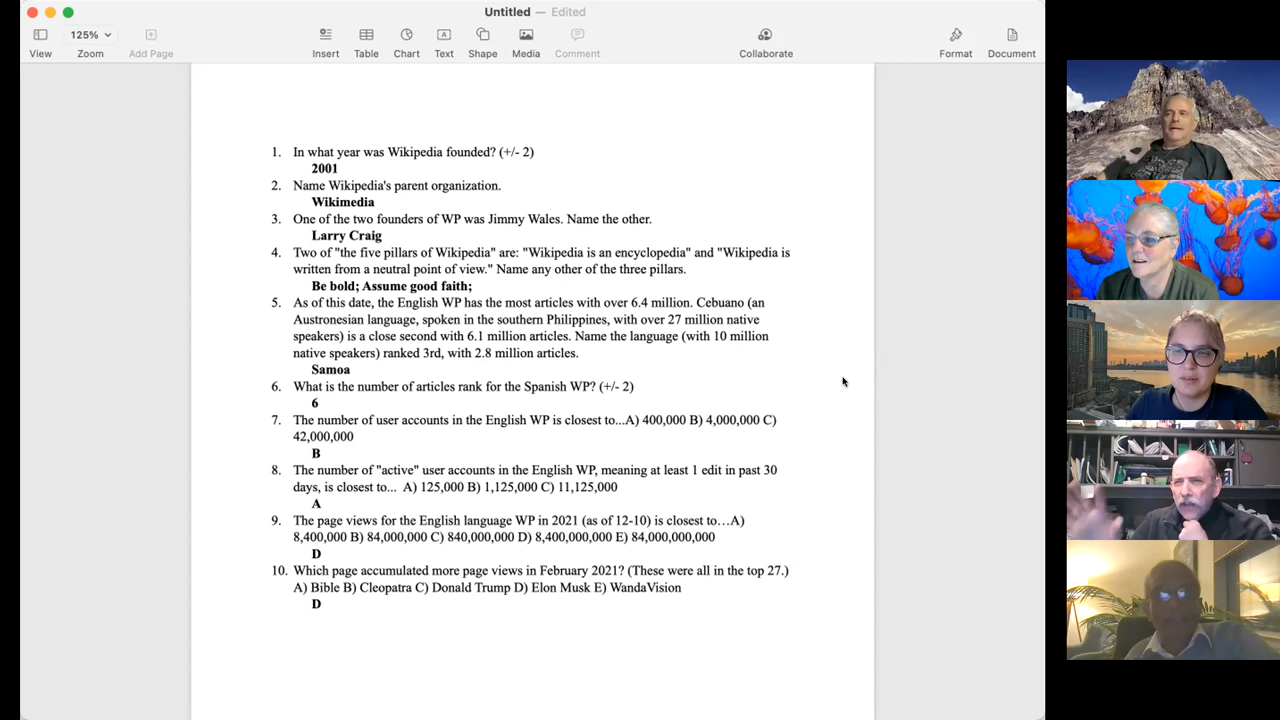 Untitled — Edited
125%
View
Zoom
Add Page
Insert
Table
Chart
Text
Shape
Media
Comment
Collaborate
Format
Document
1. In what year was Wikipedia founded? (+/- 2)
2001
2. Name Wikipedia's parent organization.
Wikimedia
3. One of the two founders of WP was Jimmy Wales. Name the other.
Larry Craig
4. Two of "the five pillars of Wikipedia" are: "Wikipedia is an encyclopedia" and "Wikipedia is
written from a neutral point of view." Name any other of the three pillars.
Be bold; Assume good faith;
5. As of this date, the English WP has the most articles with over 6.4 million. Cebuano (an
Austronesian language, spoken in the southern Philippines, with over 27 million native
speakers) is a close second with 6.1 million articles. Name the language (with 10 million
native speakers) ranked 3rd, with 2.8 million articles.
Samoa
6. What is the number of articles rank for the Spanish WP? (+/- 2)
6
7. The number of user accounts in the English WP is closest to...A) 400,000 B) 4,000,000 C)
42,000,000
B
8. The number of "active" user accounts in the English WP, meaning at least 1 edit in past 30
days, is closest to... A) 125,000 B) 1,125,000 C) 11,125,000
A
9. The page views for the English language WP in 2021 (as of 12-10) is closest to…A)
8,400,000 B) 84,000,000 C) 840,000,000 D) 8,400,000,000 E) 84,000,000,000
D
10. Which page accumulated more page views in February 2021? (These were all in the top 27.)
A) Bible B) Cleopatra C) Donald Trump D) Elon Musk E) WandaVision
D